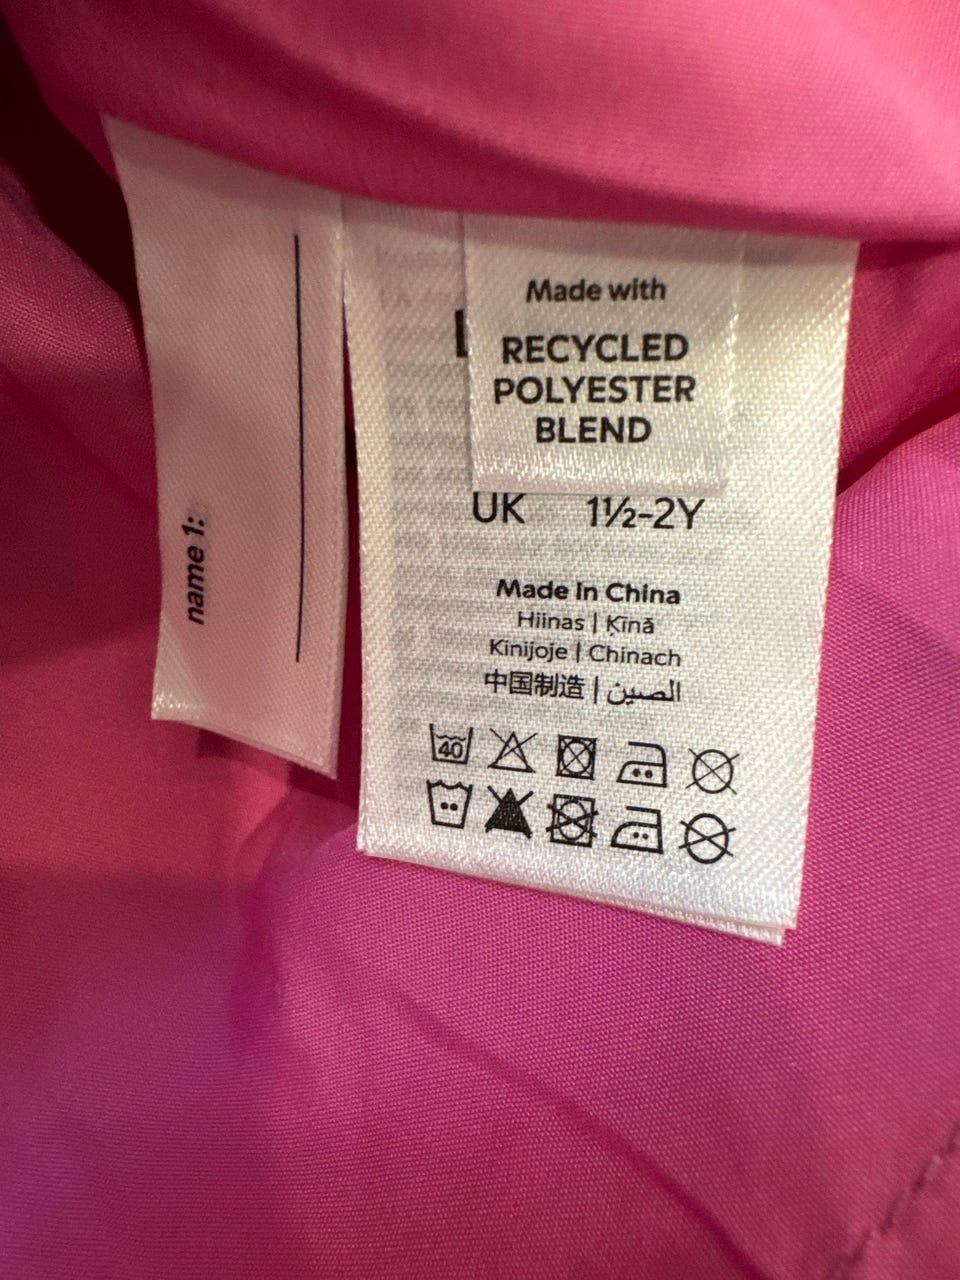 name 1:
Made with
RECYCLED
POLYESTER
BLEND
UK 1½-2Y
Made in China
Hiinas | Ķīnā
Kinijoje | Chinach
中国制造 | الصين
40